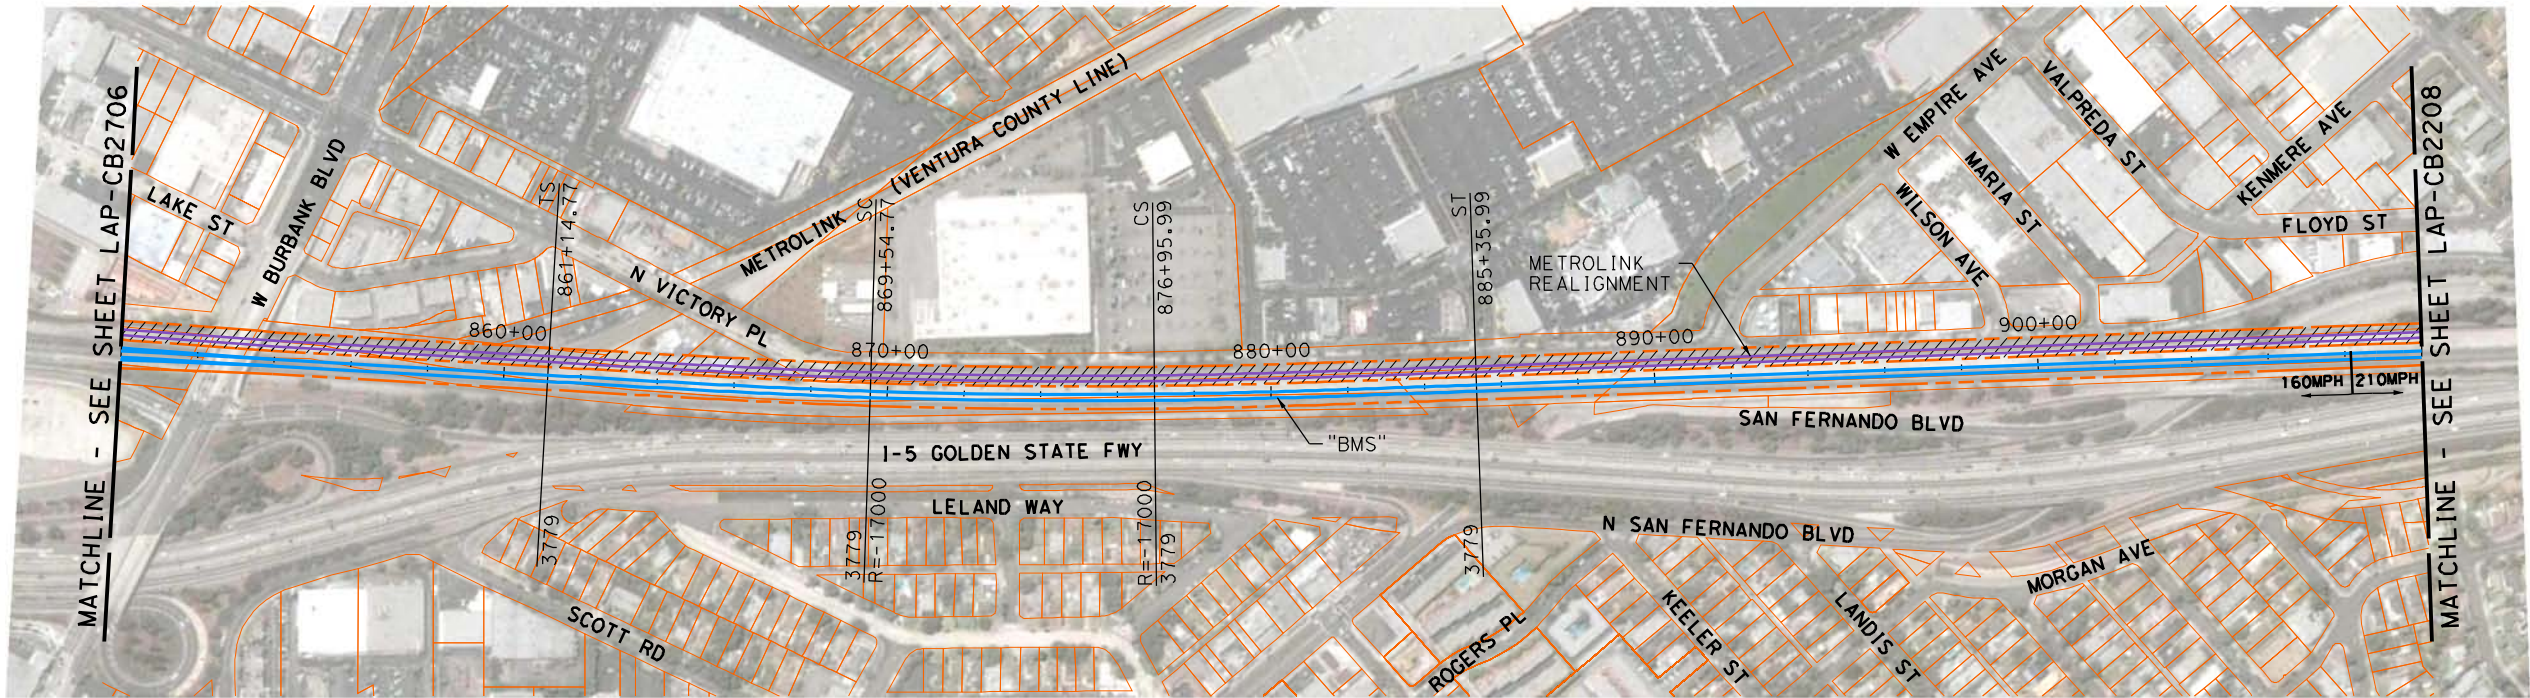 MATCHLINE - SEE SHEET LAP-CB2706
LAKE ST
W BURBANK BLVD
TS
861+14.77
3779
N VICTORY PL
METROLINK (VENTURA COUNTY LINE)
SC
869+54.77
3779
R=-17000
CS
876+95.99
R=-17000
3779
ST
885+35.99
3779
METROLINK
REALIGNMENT
W EMPIRE AVE
VALPREDA ST
MARIA ST
WILSON AVE
KENMERE AVE
FLOYD ST
860+00
870+00
880+00
890+00
900+00
160MPH
210MPH
"BMS"
I-5 GOLDEN STATE FWY
SAN FERNANDO BLVD
LELAND WAY
N SAN FERNANDO BLVD
MORGAN AVE
SCOTT RD
ROGERS PL
KEELER ST
LANDIS ST
MATCHLINE - SEE SHEET LAP-CB2208